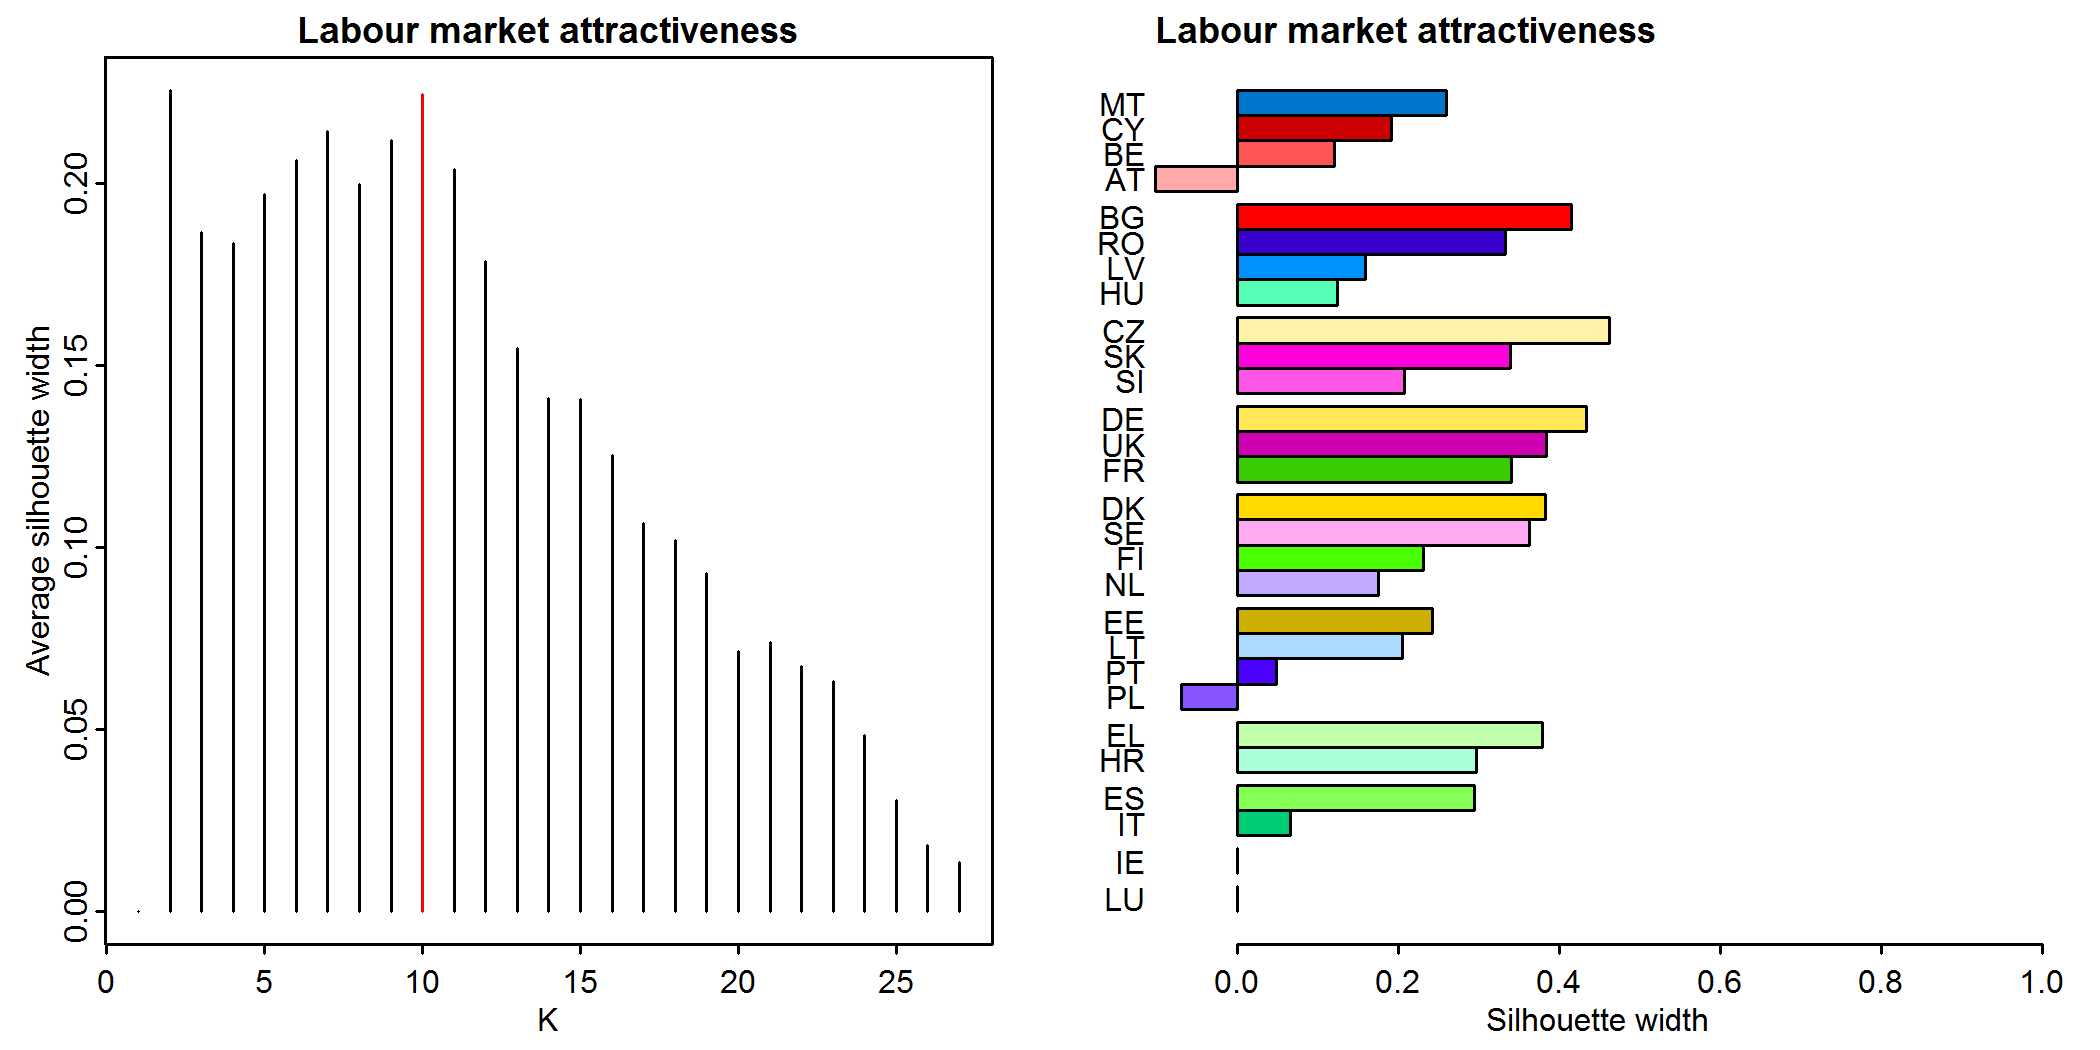 Labour market attractiveness
Average silhouette width
0.20
0.15
0.10
0.05
0.00
0 5 10 15 20 25
K
Labour market attractiveness
MT
CY
BE
AT
BG
RO
LV
HU
CZ
SK
SI
DE
UK
FR
DK
SE
FI
NL
EE
LT
PT
PL
EL
HR
ES
IT
IE
LU
0.0 0.2 0.4 0.6 0.8 1.0
Silhouette width